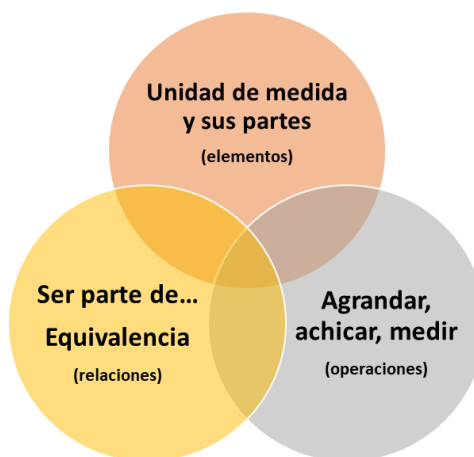 Unidad de medida
y sus partes
(elementos)
Ser parte de...
Equivalencia
(relaciones)
Agrandar,
achicar, medir
(operaciones)